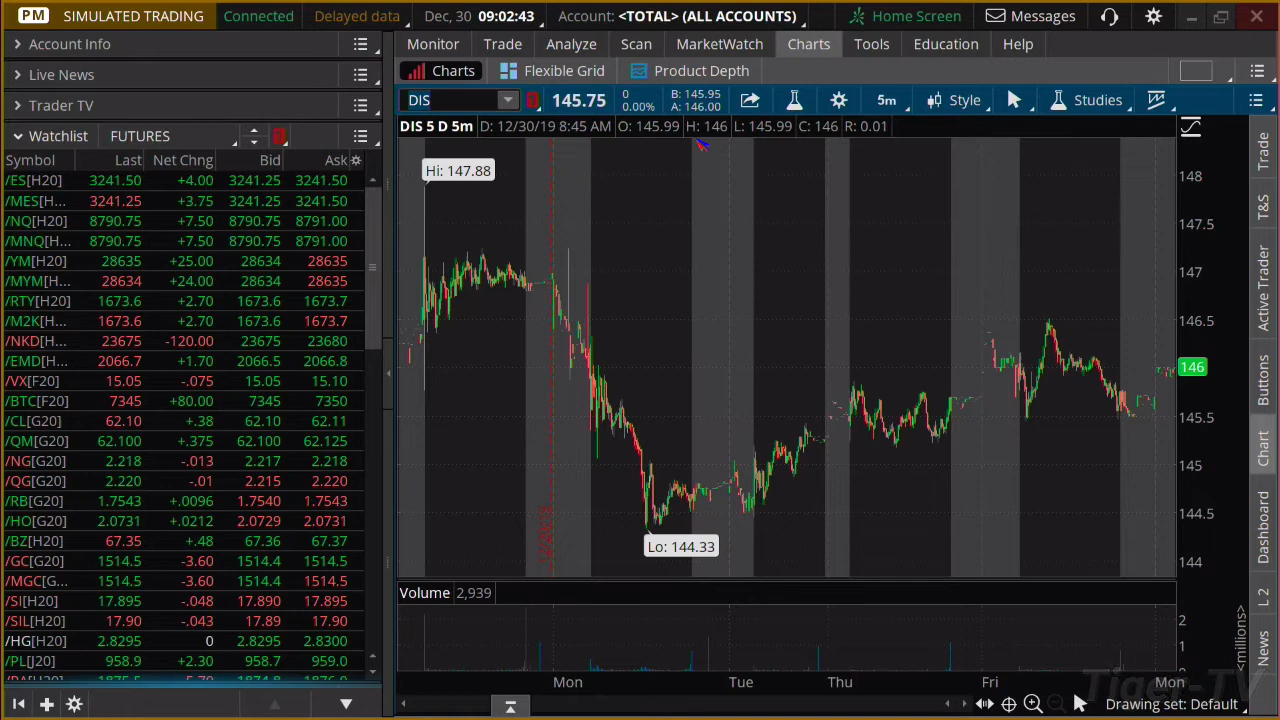 PM SIMULATED TRADING Connected Delayed data Dec, 30 09:02:43 Account: <TOTAL> (ALL ACCOUNTS) Home Screen Messages
Account Info
Live News
Trader TV
Watchlist FUTURES
Symbol Last Net Chng Bid Ask
/ES[H20] 3241.50 +4.00 3241.25 3241.50
/MES[H... 3241.25 +3.75 3241.25 3241.50
/NQ[H20] 8790.75 +7.50 8790.75 8791.00
/MNQ[H... 8790.75 +7.50 8790.75 8791.00
/YM[H20] 28635 +25.00 28634 28635
/MYM[H... 28634 +24.00 28634 28635
/RTY[H20] 1673.6 +2.70 1673.6 1673.7
/M2K[H... 1673.6 +2.70 1673.6 1673.7
/NKD[H20] 23675 -120.00 23675 23680
/EMD[H... 2066.7 +1.70 2066.5 2066.8
/VX[F20] 15.05 -.075 15.05 15.10
/BTC[F20] 7345 +80.00 7345 7350
/CL[G20] 62.10 +.38 62.10 62.11
/QM[G20] 62.100 +.375 62.100 62.125
/NG[G20] 2.218 -.013 2.217 2.218
/QG[G20] 2.220 -.01 2.215 2.220
/RB[G20] 1.7543 +.0096 1.7540 1.7543
/HO[G20] 2.0731 +.0212 2.0729 2.0731
/BZ[H20] 67.35 +.48 67.36 67.37
/GC[G20] 1514.5 -3.60 1514.4 1514.5
/MGC[G... 1514.5 -3.60 1514.4 1514.5
/SI[H20] 17.895 -.048 17.890 17.895
/SIL[H20] 17.90 -.043 17.89 17.90
/HG[H20] 2.8295 0 2.8295 2.8300
/PL[J20] 958.9 +2.30 958.7 959.0
Monitor Trade Analyze Scan MarketWatch Charts Tools Education Help
Charts Flexible Grid Product Depth
DIS 145.75 0 B: 145.95 5m Style Studies
0.00% A: 146.00
DIS 5 D 5m D: 12/30/19 8:45 AM O: 145.99 H: 146 L: 145.99 C: 146 R: 0.01
Hi: 147.88
Lo: 144.33
148
147.5
147
146.5
146
145.5
145
144.5
144
Volume 2,939
2
1
0
<millions>
Mon Tue Thu Fri Mon
Drawing set: Default
Trade
T&S
Active Trader
Buttons
Chart
Dashboard
L 2
News
Tiger-TV